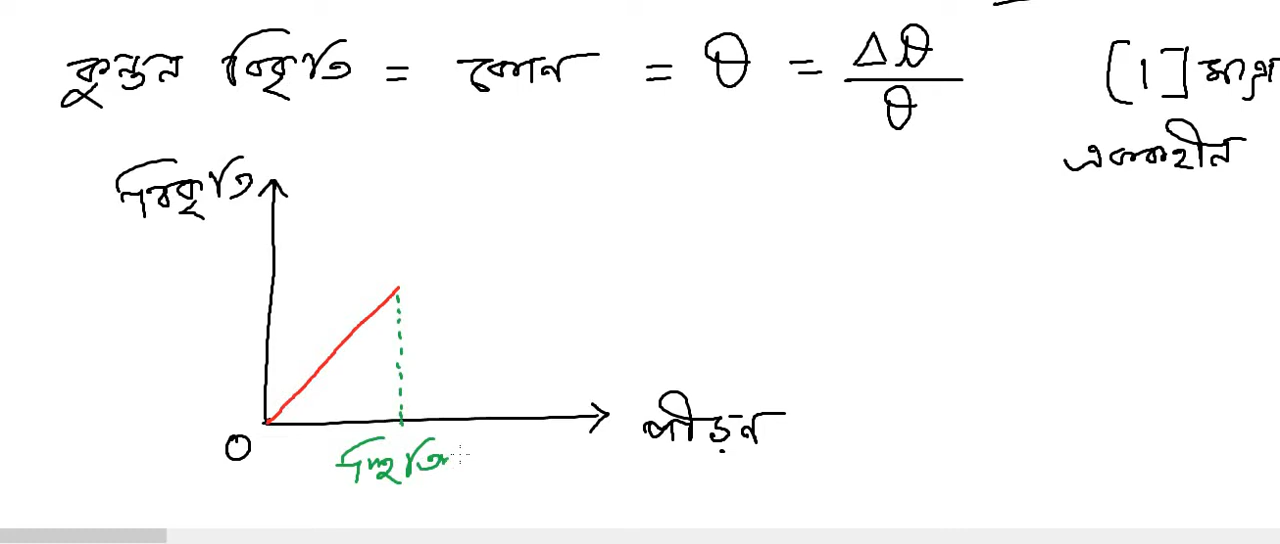 কৃন্তন বিকৃতি = কোন = θ = Δθ/θ [1] মাত্রা
এককহীন
বিকৃতি
O
পীড়ন